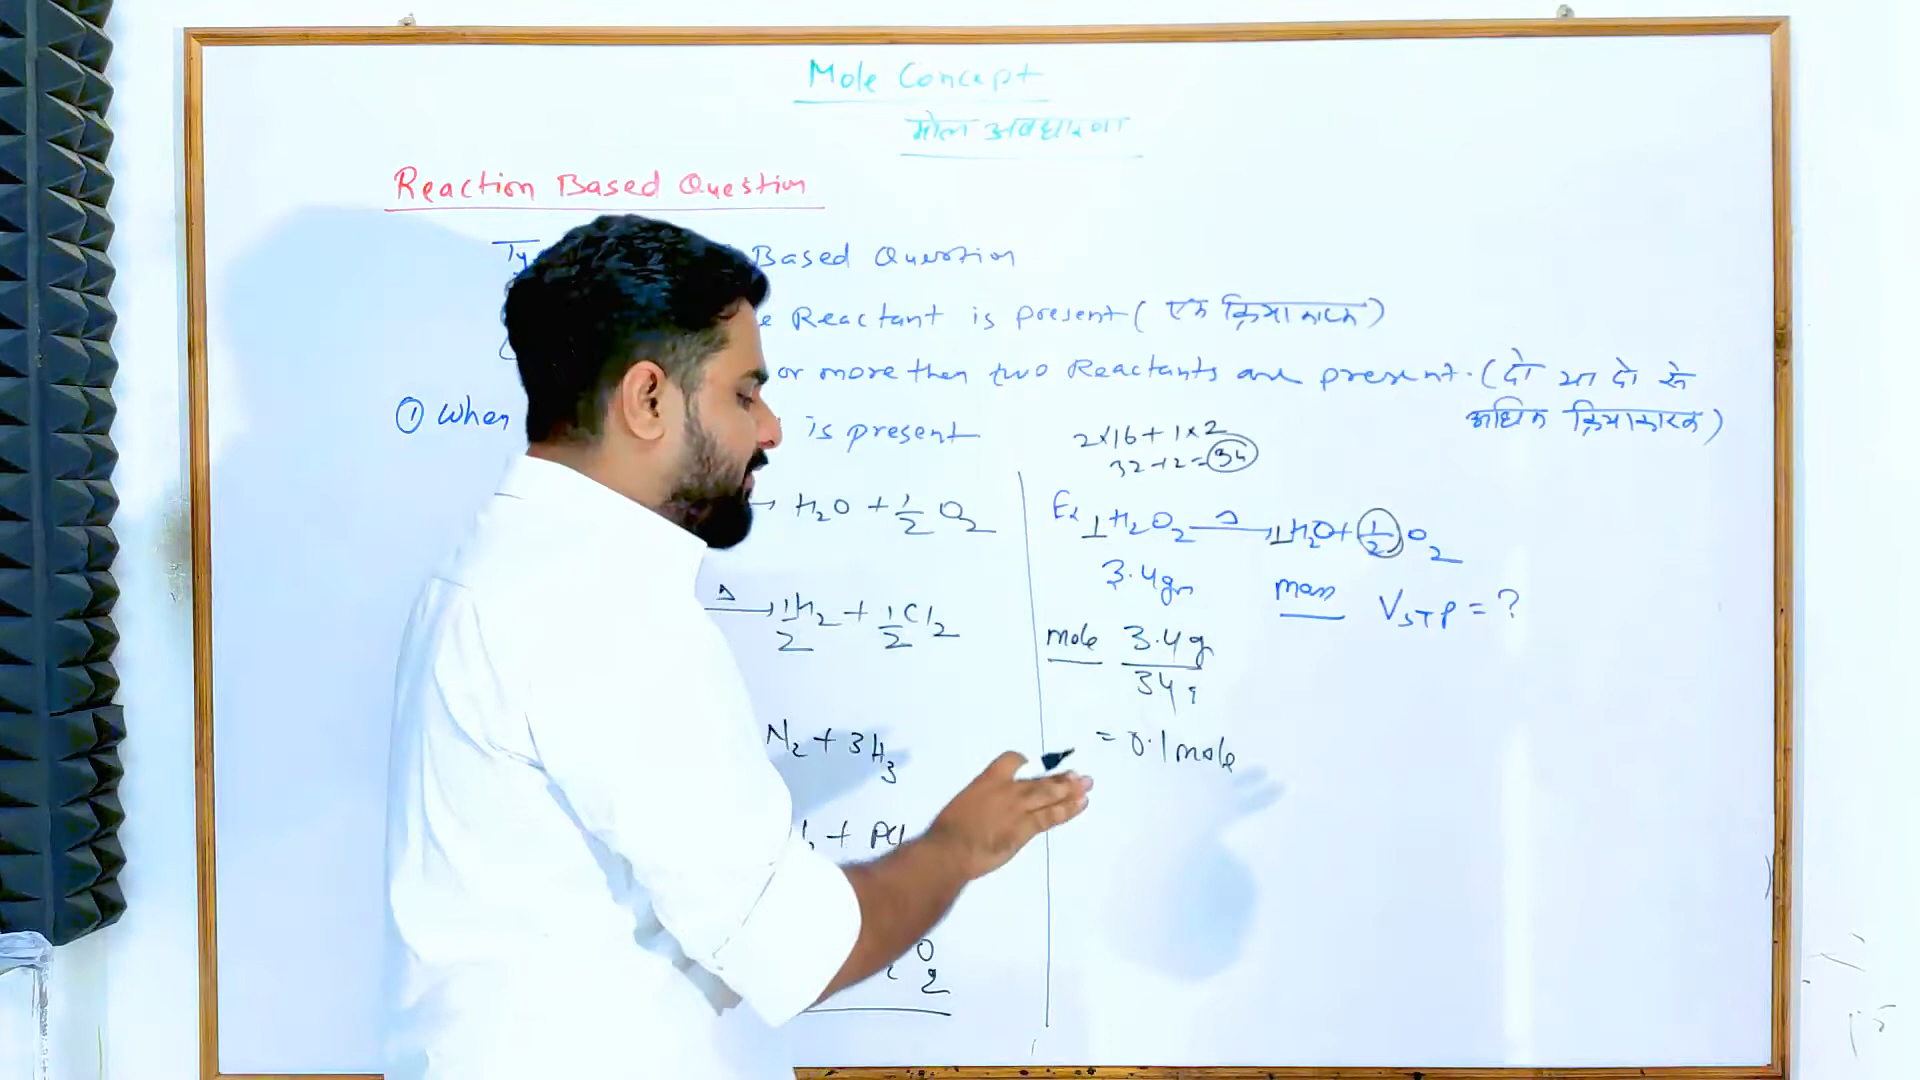 Mole Concept
मोल अवधारणा
Reaction Based Question
Ty Based Question
e Reactant is present ( एक क्रियाकारक )
or more then two Reactants are present. ( दो या दो से
अधिक क्रियाकारक )
① When is present
2×16+1×2
32+2=34
→ H₂O + 1/2 O₂
Δ→ 1/2 H₂ + 1/2 Cl₂
N₂ + 3H₃
+ PCl
O₂
Ex 1H₂O₂ Δ→ 1H₂O + 1/2 O₂
3.4gm mass V STP = ?
mole 3.4g/34g
= 0.1 mole